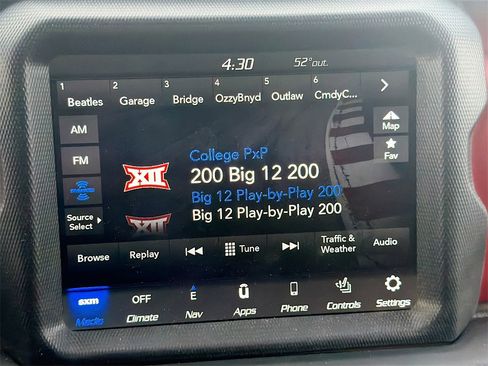 4:30 52°out.
1 2 3 4 5 6
Beatles Garage Bridge OzzyBnyd Outlaw CmdyC...
AM
Map
FM
Fav
College PxP
XII
200 Big 12 200
Big 12 Play-by-Play 200
Big 12 Play-by-Play 200
Source
Select
Browse Replay Tune Traffic &
Weather Audio
sxm OFF E ū
Media Climate Nav Apps Phone Controls Settings